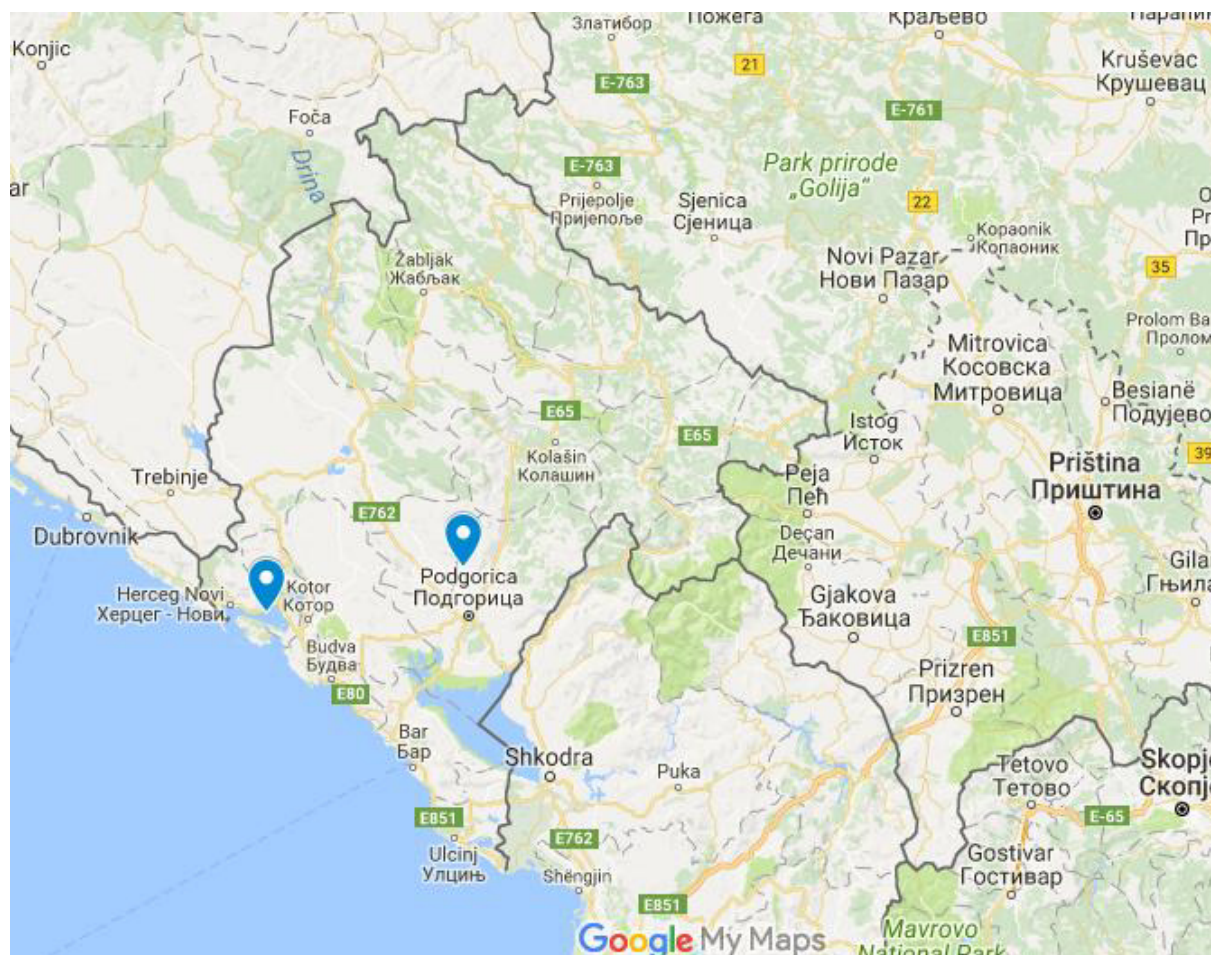 Златибор
Пожега
Краљево
Konjic
21
Kruševac
Крушевац
E-763
E-761
Foča
Drina
E-763
Park prirode
„Golija“
Prijepolje
Пријепоље
Sjenica
Сјеница
22
Kopaonik
Копаоник
Žabljak
Жабљак
Novi Pazar
Нови Пазар
35
Prolom Ba
Пролом
Mitrovica
Косовска
Митровица
Besianë
Подујево
E65
Istog
Исток
E65
Kolašin
Колашин
39
Trebinje
Peja
Пећ
Priština
Приштина
E762
Dubrovnik
Deçan
Дечани
Podgorica
Подгорица
Herceg Novi
Херцег - Нови
Kotor
Котор
Gjakova
Ђаковица
Gjila
Гњила
E851
Budva
Будва
E80
Prizren
Призрен
Bar
Бар
Shkodra
Puka
Tetovo
Тетово
Skopje
Скопј
E-65
E851
E762
Ulcinj
Улцињ
Shëngjin
Gostivar
Гостивар
E851
Mavrovo
National Park
Google My Maps